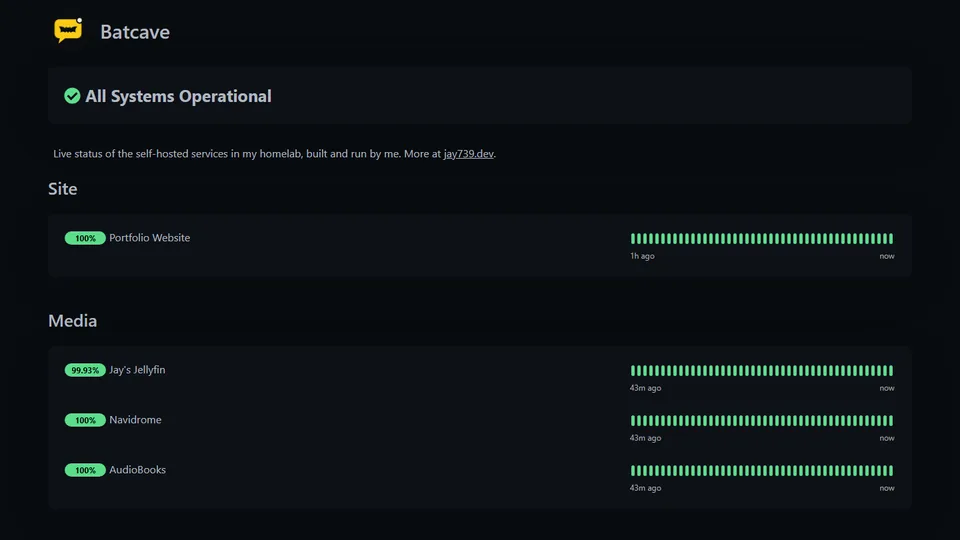 Batcave
All Systems Operational
Live status of the self-hosted services in my homelab, built and run by me. More at jay739.dev.
Site
100% Portfolio Website
1h ago now
Media
99.93% Jay's Jellyfin
43m ago now
100% Navidrome
43m ago now
100% AudioBooks
43m ago now